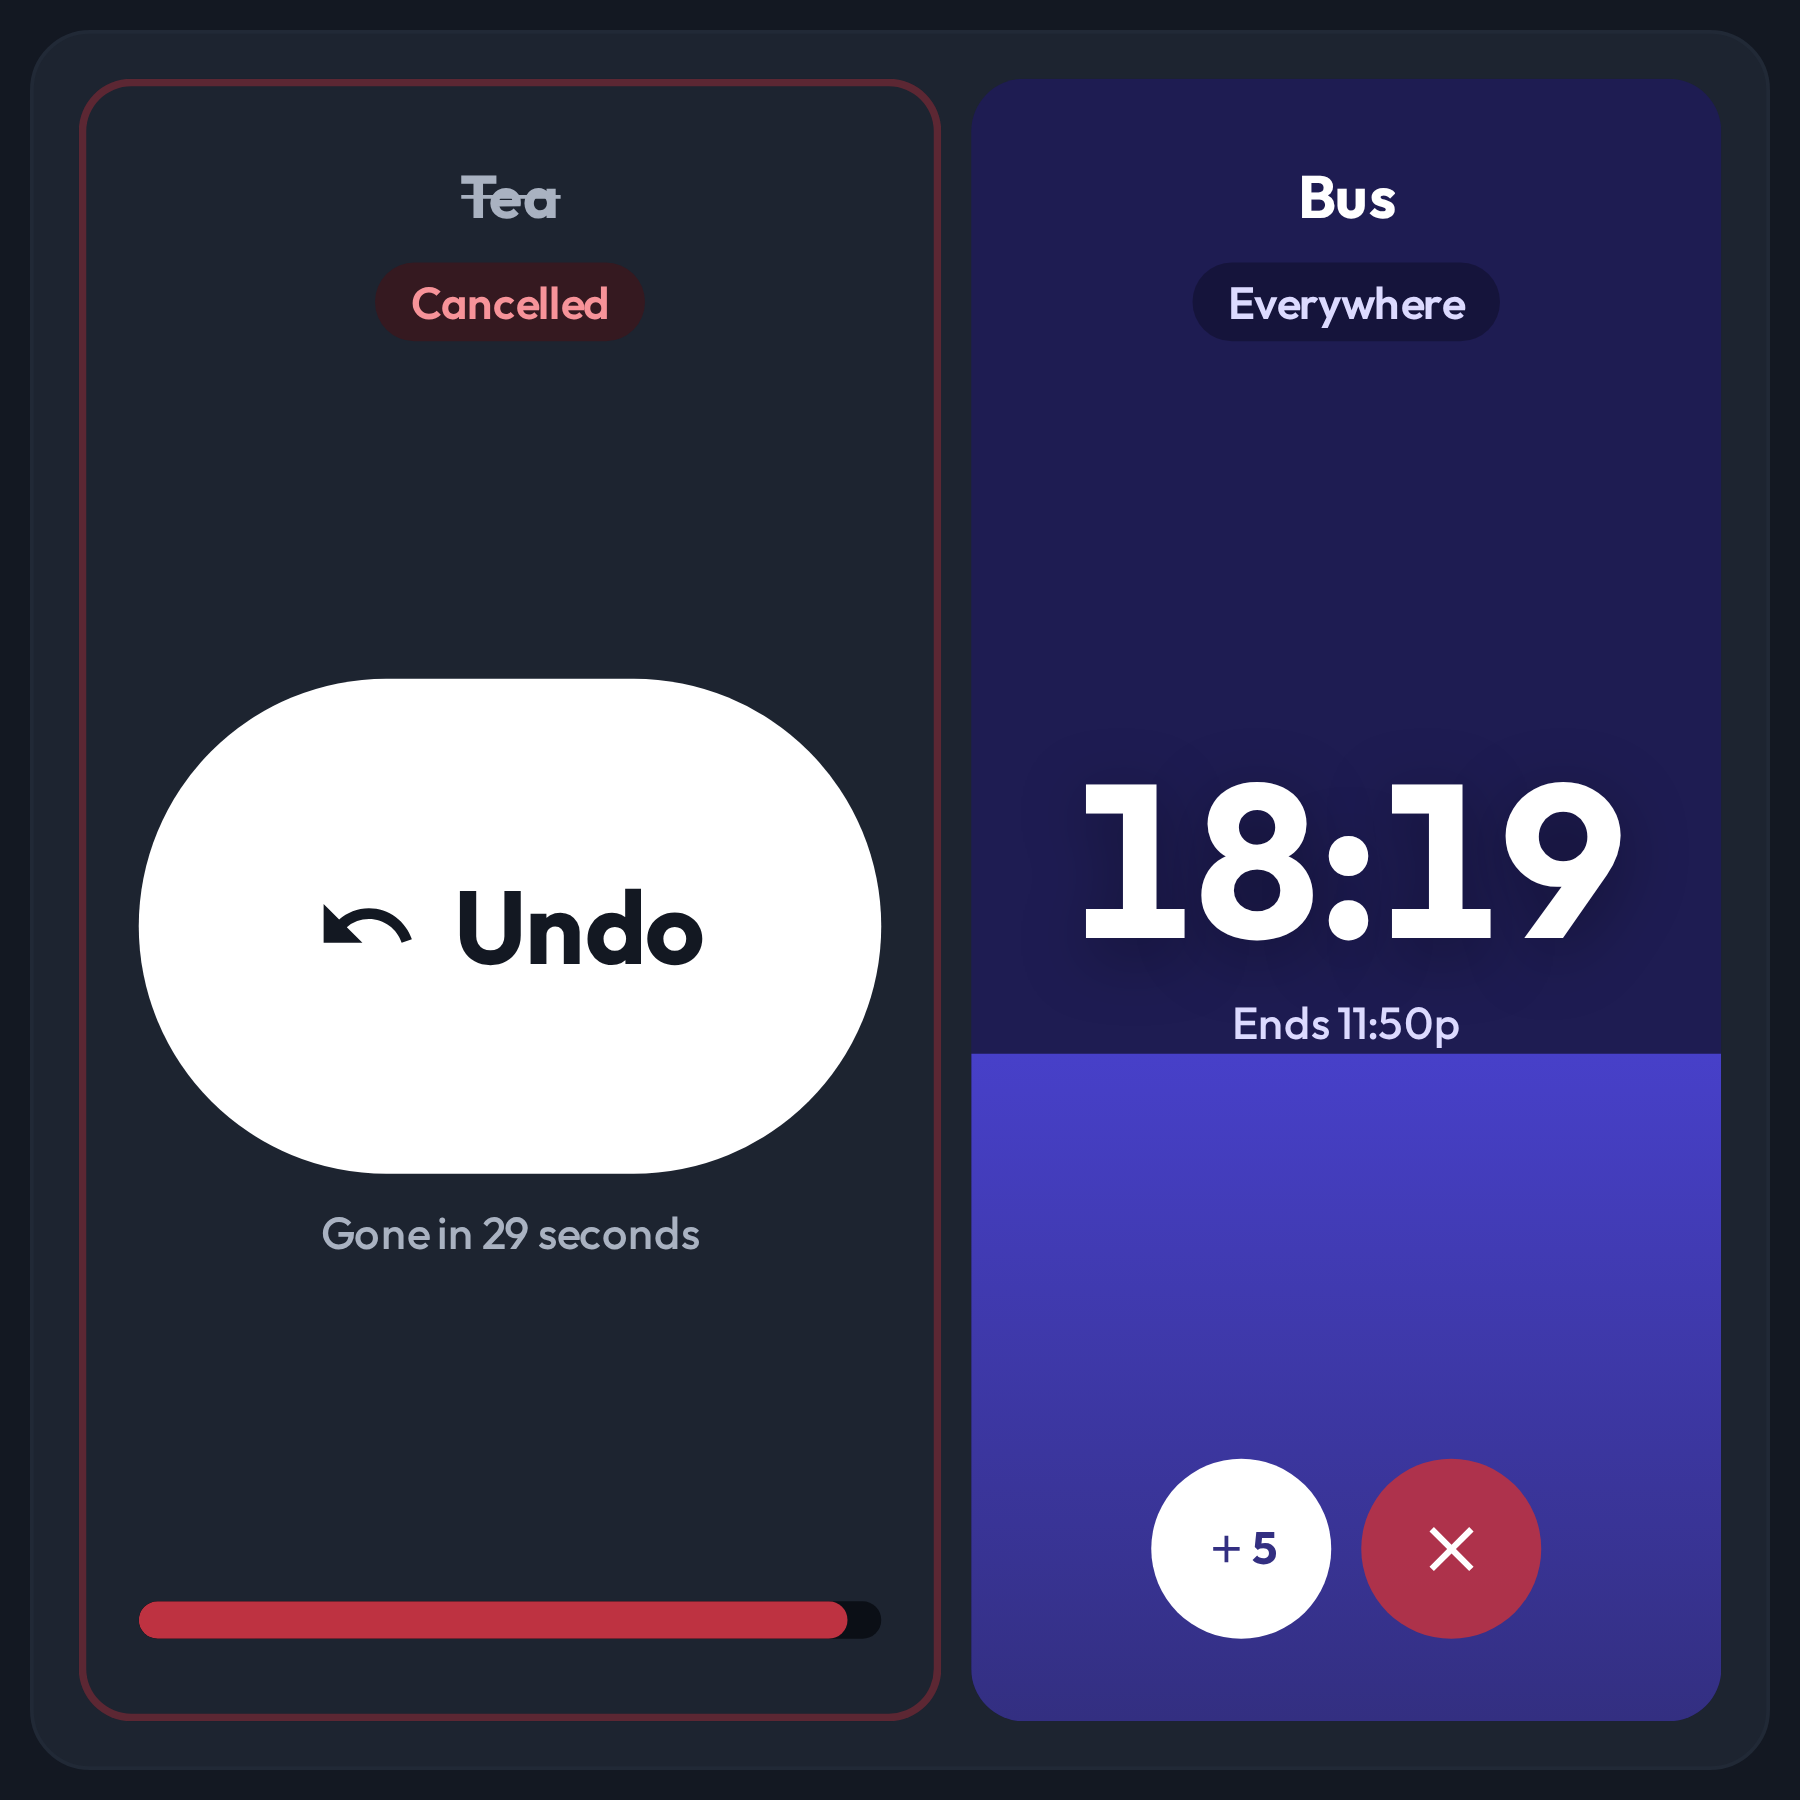 Tea
Cancelled
Undo
Gone in 29 seconds
Bus
Everywhere
18:19
Ends 11:50p
+ 5